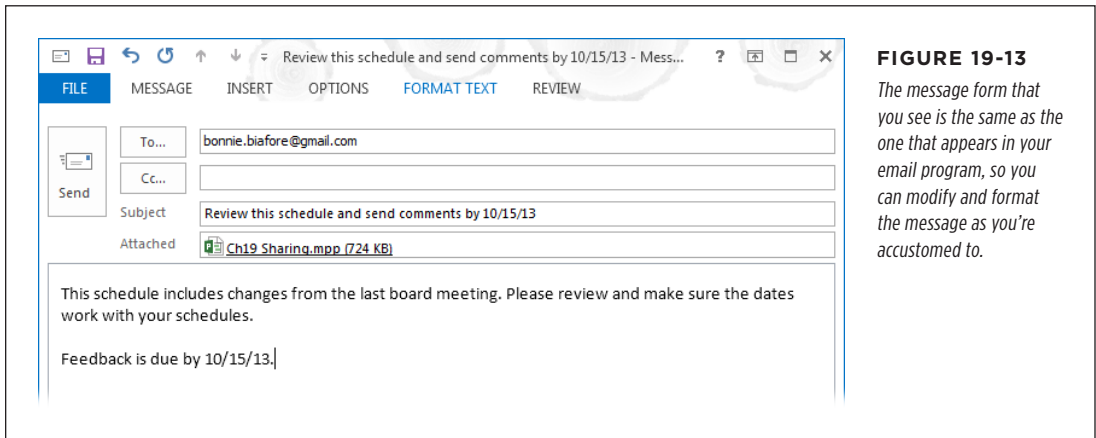 Review this schedule and send comments by 10/15/13 - Mess...
?
FILE MESSAGE INSERT OPTIONS FORMAT TEXT REVIEW
Send
To... bonnie.biafore@gmail.com
Cc...
Subject Review this schedule and send comments by 10/15/13
Attached Ch19 Sharing.mpp (724 KB)
This schedule includes changes from the last board meeting. Please review and make sure the dates
work with your schedules.
Feedback is due by 10/15/13.
FIGURE 19-13
The message form that
you see is the same as the
one that appears in your
email program, so you
can modify and format
the message as you’re
accustomed to.